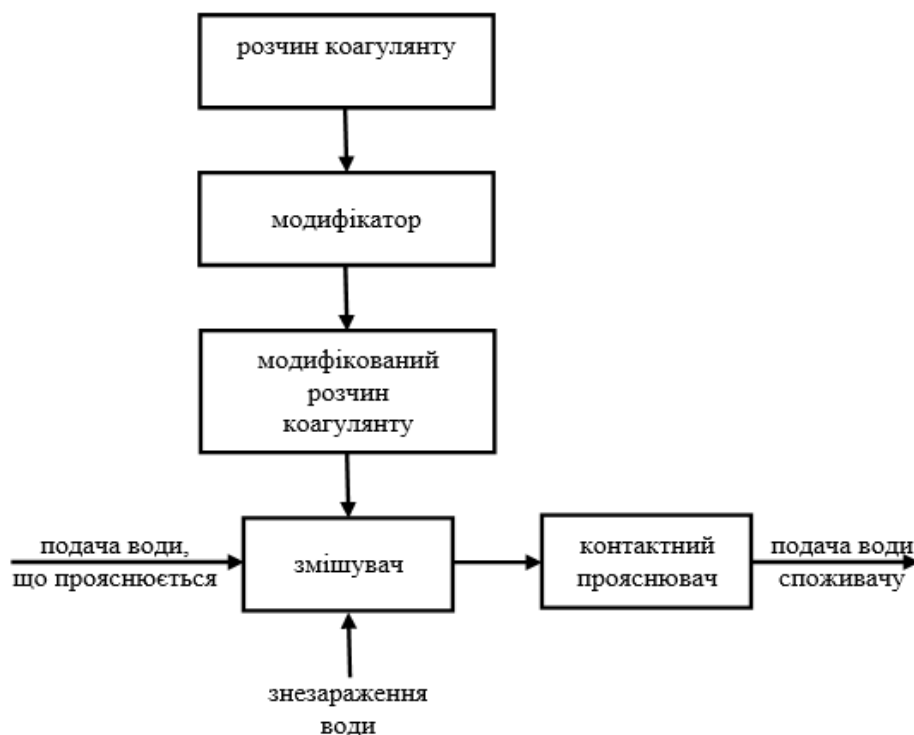 розчин коагулянту
модифікатор
модифікований
розчин
коагулянту
подача води,
що прояснюється
змішувач
контактний
прояснювач
подача води
споживачу
знезараження
води